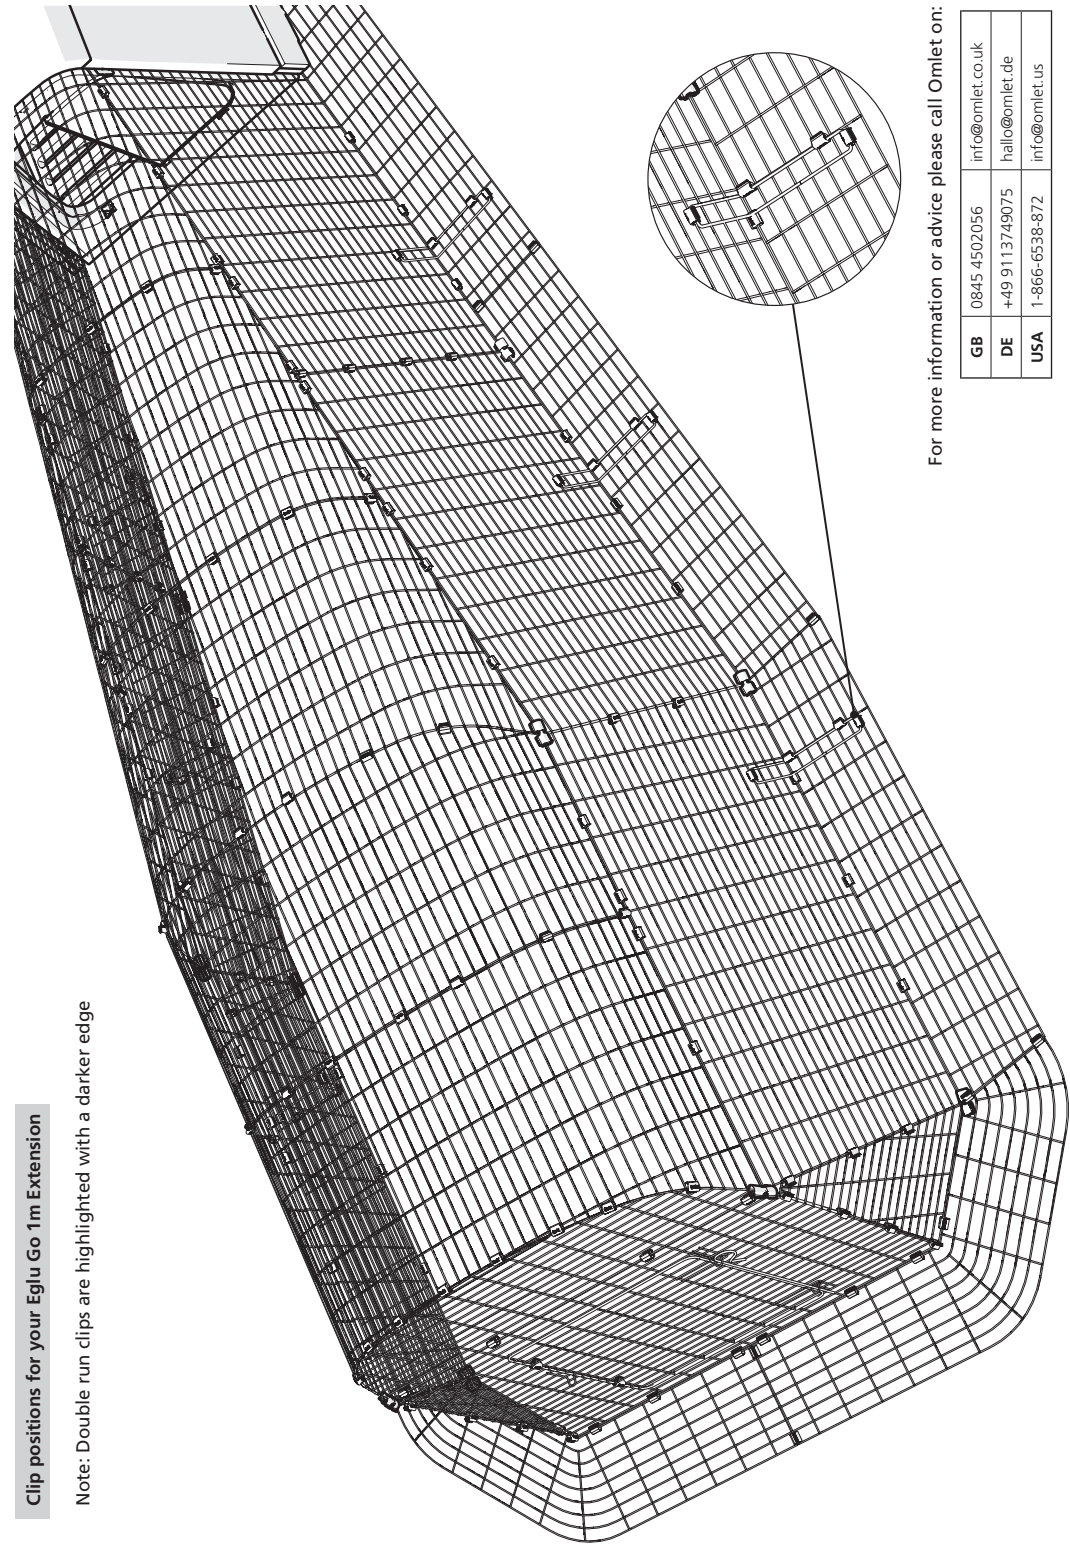 Clip positions for your Eglu Go 1m Extension
Note: Double run clips are highlighted with a darker edge
For more information or advice please call Omlet on:
GB 0845 4502056 info@omlet.co.uk
DE +49 9113749075 hallo@omlet.de
USA 1-866-6538-872 info@omlet.us